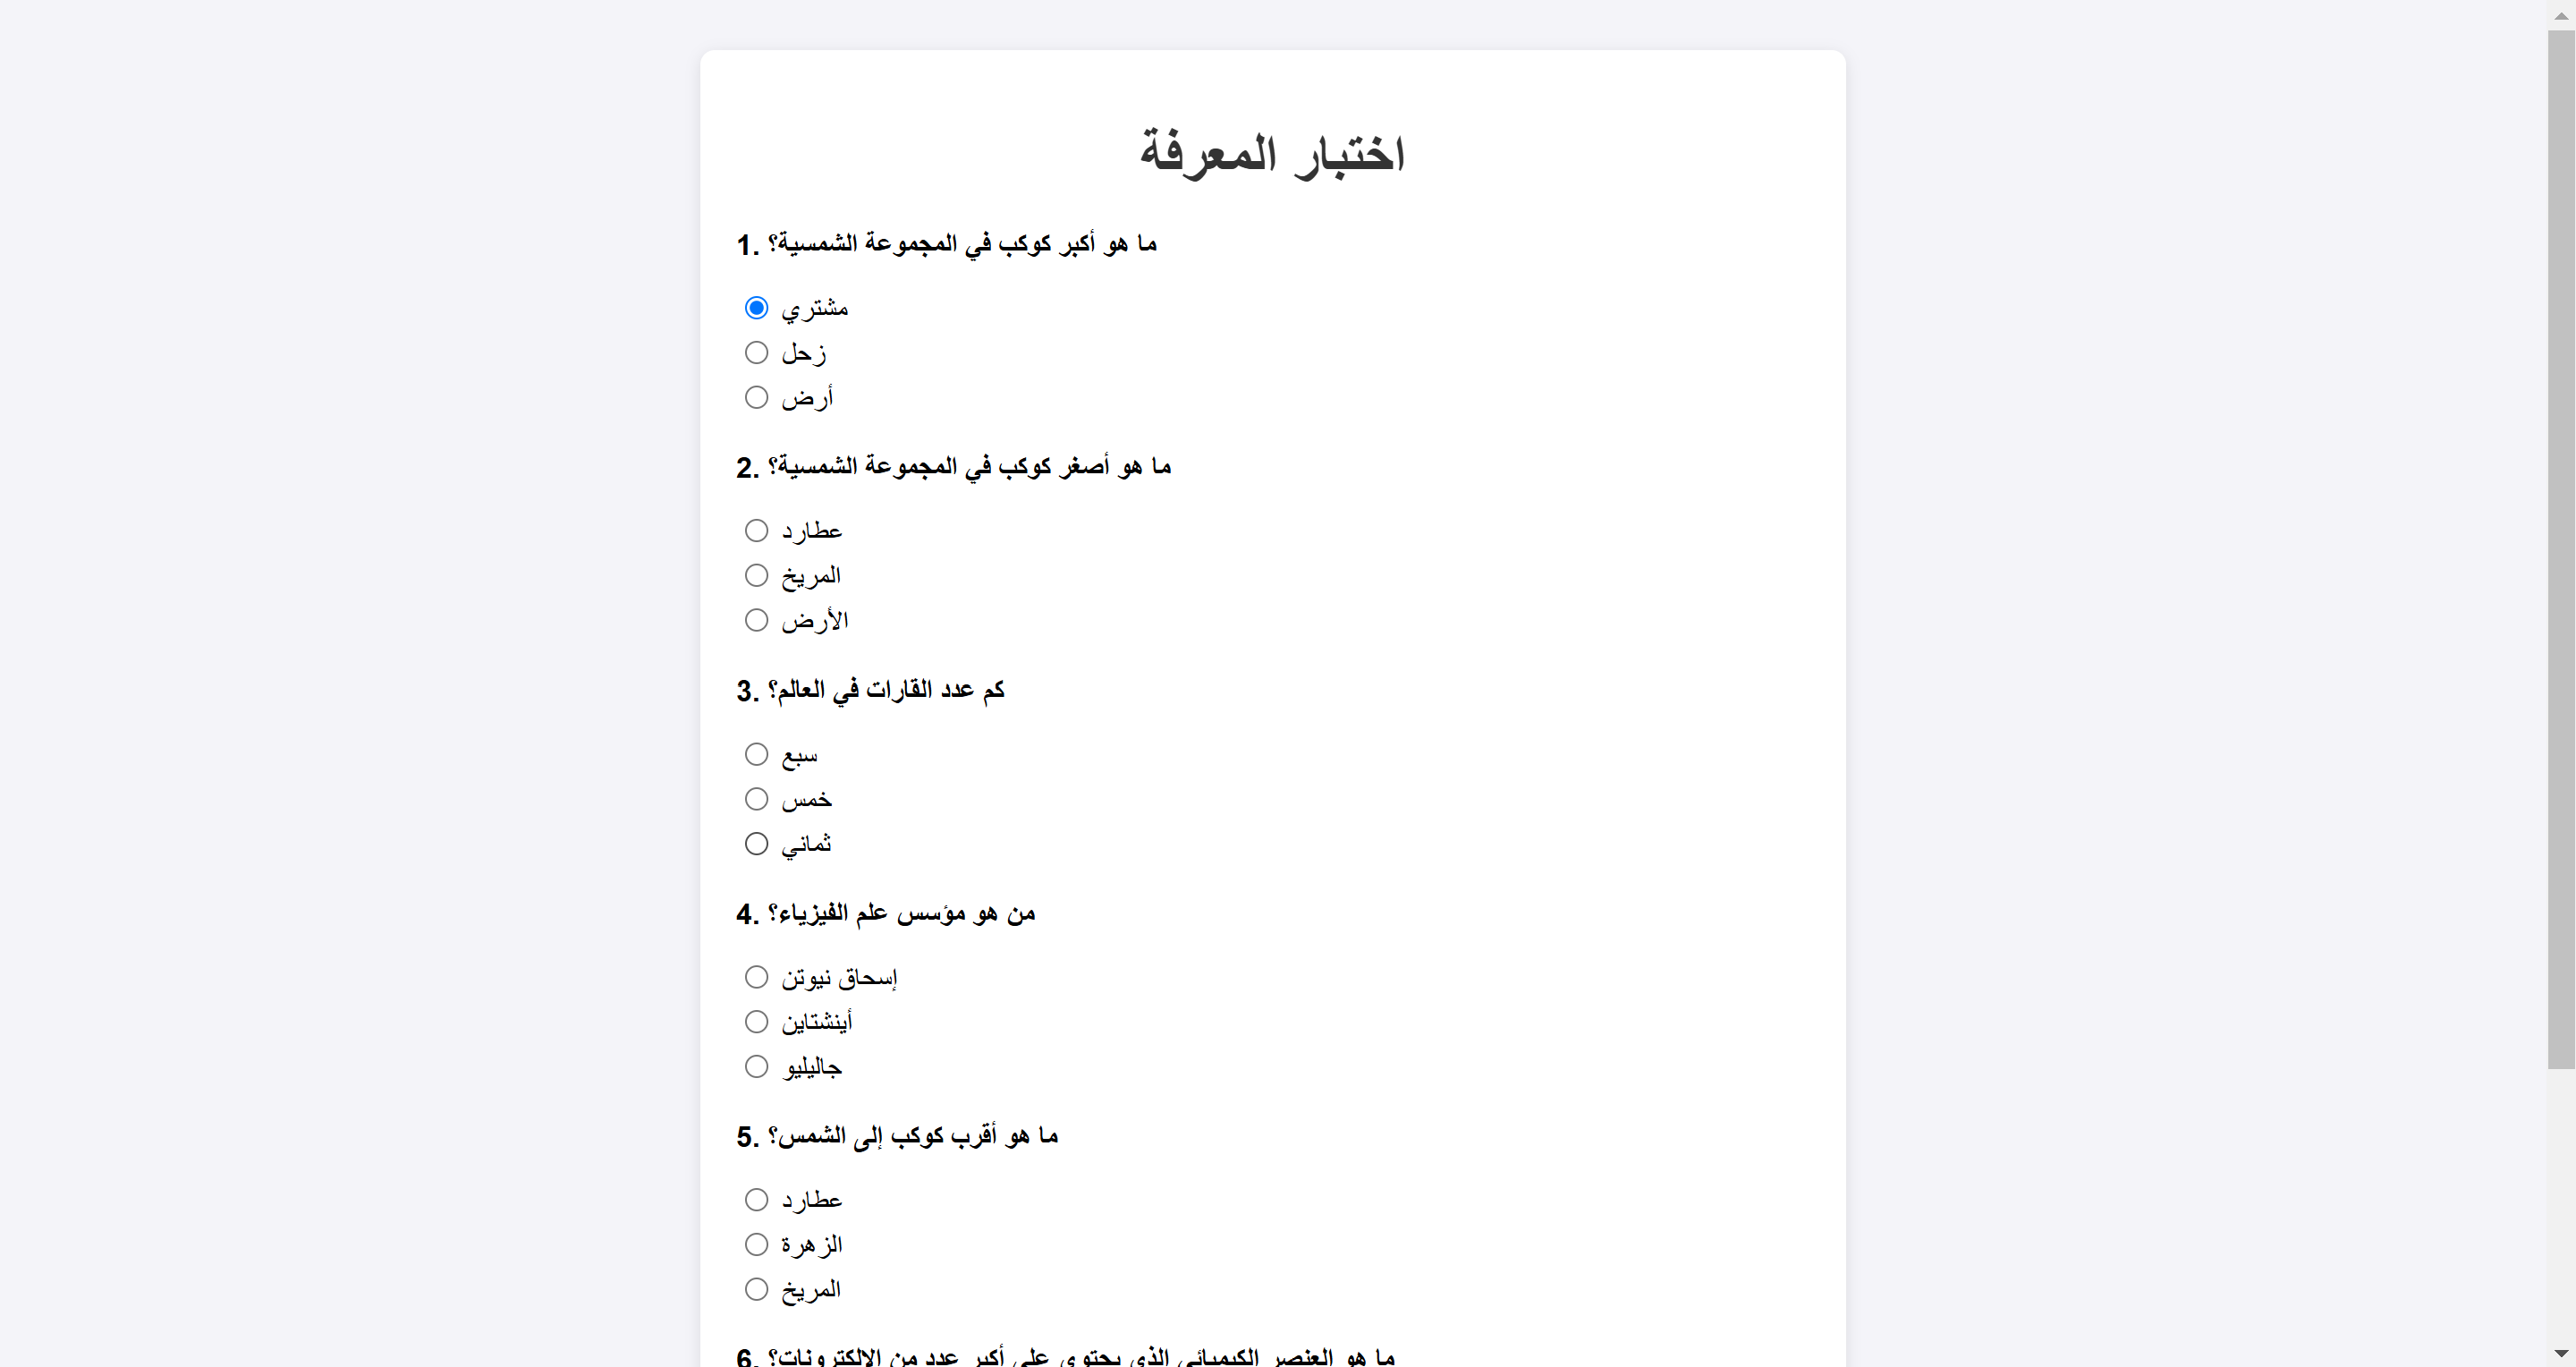 اختبار المعرفة
1. ما هو أكبر كوكب في المجموعة الشمسية؟
مشتري
زحل
أرض
2. ما هو أصغر كوكب في المجموعة الشمسية؟
عطارد
المريخ
الأرض
3. كم عدد القارات في العالم؟
سبع
خمس
ثماني
4. من هو مؤسس علم الفيزياء؟
إسحاق نيوتن
أينشتاين
جاليليو
5. ما هو أقرب كوكب إلى الشمس؟
عطارد
الزهرة
المريخ
6. ما هو العنصر الكيميائي الذي يحتوي على أكبر عدد من الإلكترونات؟